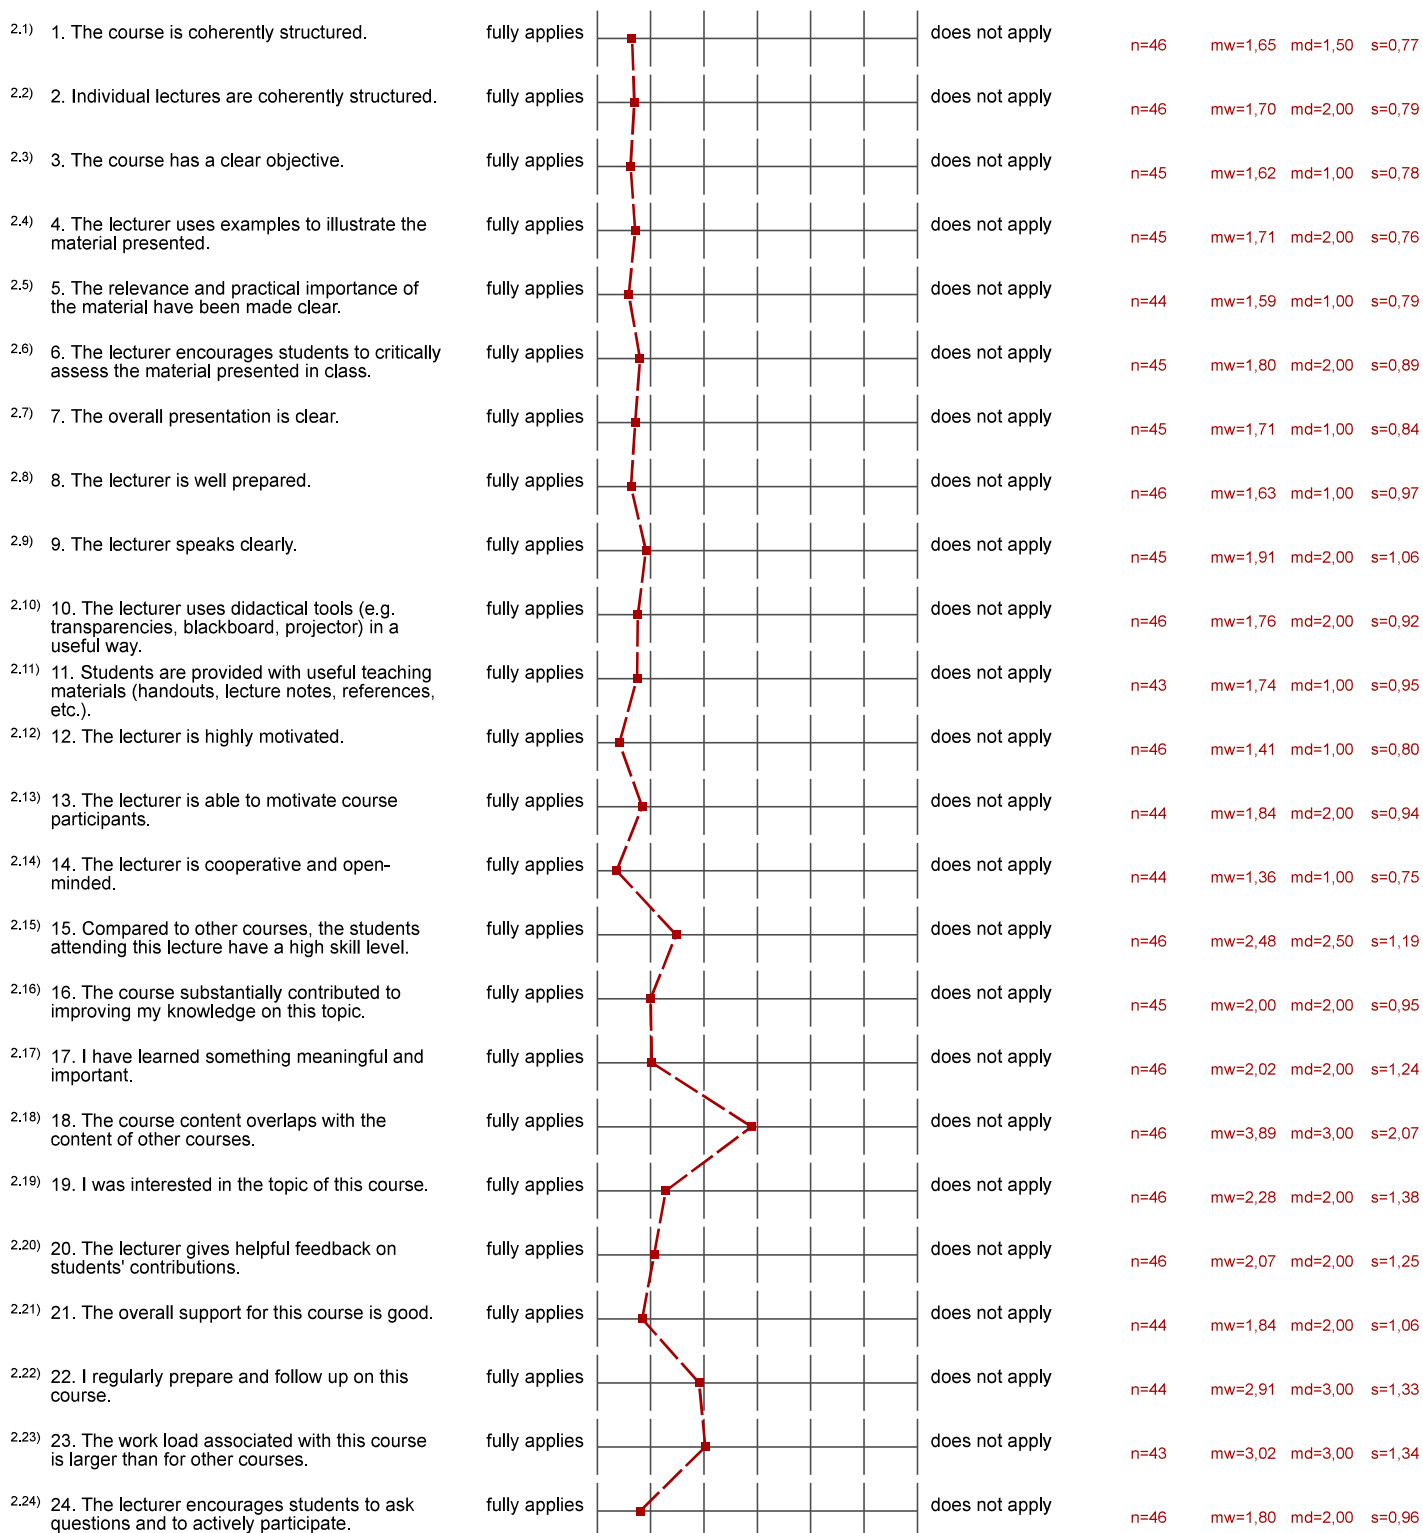 2.1) 1. The course is coherently structured. fully applies does not apply n=46 mw=1,65 md=1,50 s=0,77
2.2) 2. Individual lectures are coherently structured. fully applies does not apply n=46 mw=1,70 md=2,00 s=0,79
2.3) 3. The course has a clear objective. fully applies does not apply n=45 mw=1,62 md=1,00 s=0,78
2.4) 4. The lecturer uses examples to illustrate the fully applies does not apply
material presented. n=45 mw=1,71 md=2,00 s=0,76
2.5) 5. The relevance and practical importance of fully applies does not apply
the material have been made clear. n=44 mw=1,59 md=1,00 s=0,79
2.6) 6. The lecturer encourages students to critically fully applies does not apply
assess the material presented in class. n=45 mw=1,80 md=2,00 s=0,89
2.7) 7. The overall presentation is clear. fully applies does not apply n=45 mw=1,71 md=1,00 s=0,84
2.8) 8. The lecturer is well prepared. fully applies does not apply n=46 mw=1,63 md=1,00 s=0,97
2.9) 9. The lecturer speaks clearly. fully applies does not apply n=45 mw=1,91 md=2,00 s=1,06
2.10) 10. The lecturer uses didactical tools (e.g. fully applies does not apply
transparencies, blackboard, projector) in a n=46 mw=1,76 md=2,00 s=0,92
useful way.
2.11) 11. Students are provided with useful teaching fully applies does not apply
materials (handouts, lecture notes, references, n=43 mw=1,74 md=1,00 s=0,95
etc.).
2.12) 12. The lecturer is highly motivated. fully applies does not apply n=46 mw=1,41 md=1,00 s=0,80
2.13) 13. The lecturer is able to motivate course fully applies does not apply
participants. n=44 mw=1,84 md=2,00 s=0,94
2.14) 14. The lecturer is cooperative and open- fully applies does not apply
minded. n=44 mw=1,36 md=1,00 s=0,75
2.15) 15. Compared to other courses, the students fully applies does not apply
attending this lecture have a high skill level. n=46 mw=2,48 md=2,50 s=1,19
2.16) 16. The course substantially contributed to fully applies does not apply
improving my knowledge on this topic. n=45 mw=2,00 md=2,00 s=0,95
2.17) 17. I have learned something meaningful and fully applies does not apply
important. n=46 mw=2,02 md=2,00 s=1,24
2.18) 18. The course content overlaps with the fully applies does not apply
content of other courses. n=46 mw=3,89 md=3,00 s=2,07
2.19) 19. I was interested in the topic of this course. fully applies does not apply n=46 mw=2,28 md=2,00 s=1,38
2.20) 20. The lecturer gives helpful feedback on fully applies does not apply
students' contributions. n=46 mw=2,07 md=2,00 s=1,25
2.21) 21. The overall support for this course is good. fully applies does not apply n=44 mw=1,84 md=2,00 s=1,06
2.22) 22. I regularly prepare and follow up on this fully applies does not apply
course. n=44 mw=2,91 md=3,00 s=1,33
2.23) 23. The work load associated with this course fully applies does not apply
is larger than for other courses. n=43 mw=3,02 md=3,00 s=1,34
2.24) 24. The lecturer encourages students to ask fully applies does not apply
questions and to actively participate. n=46 mw=1,80 md=2,00 s=0,96